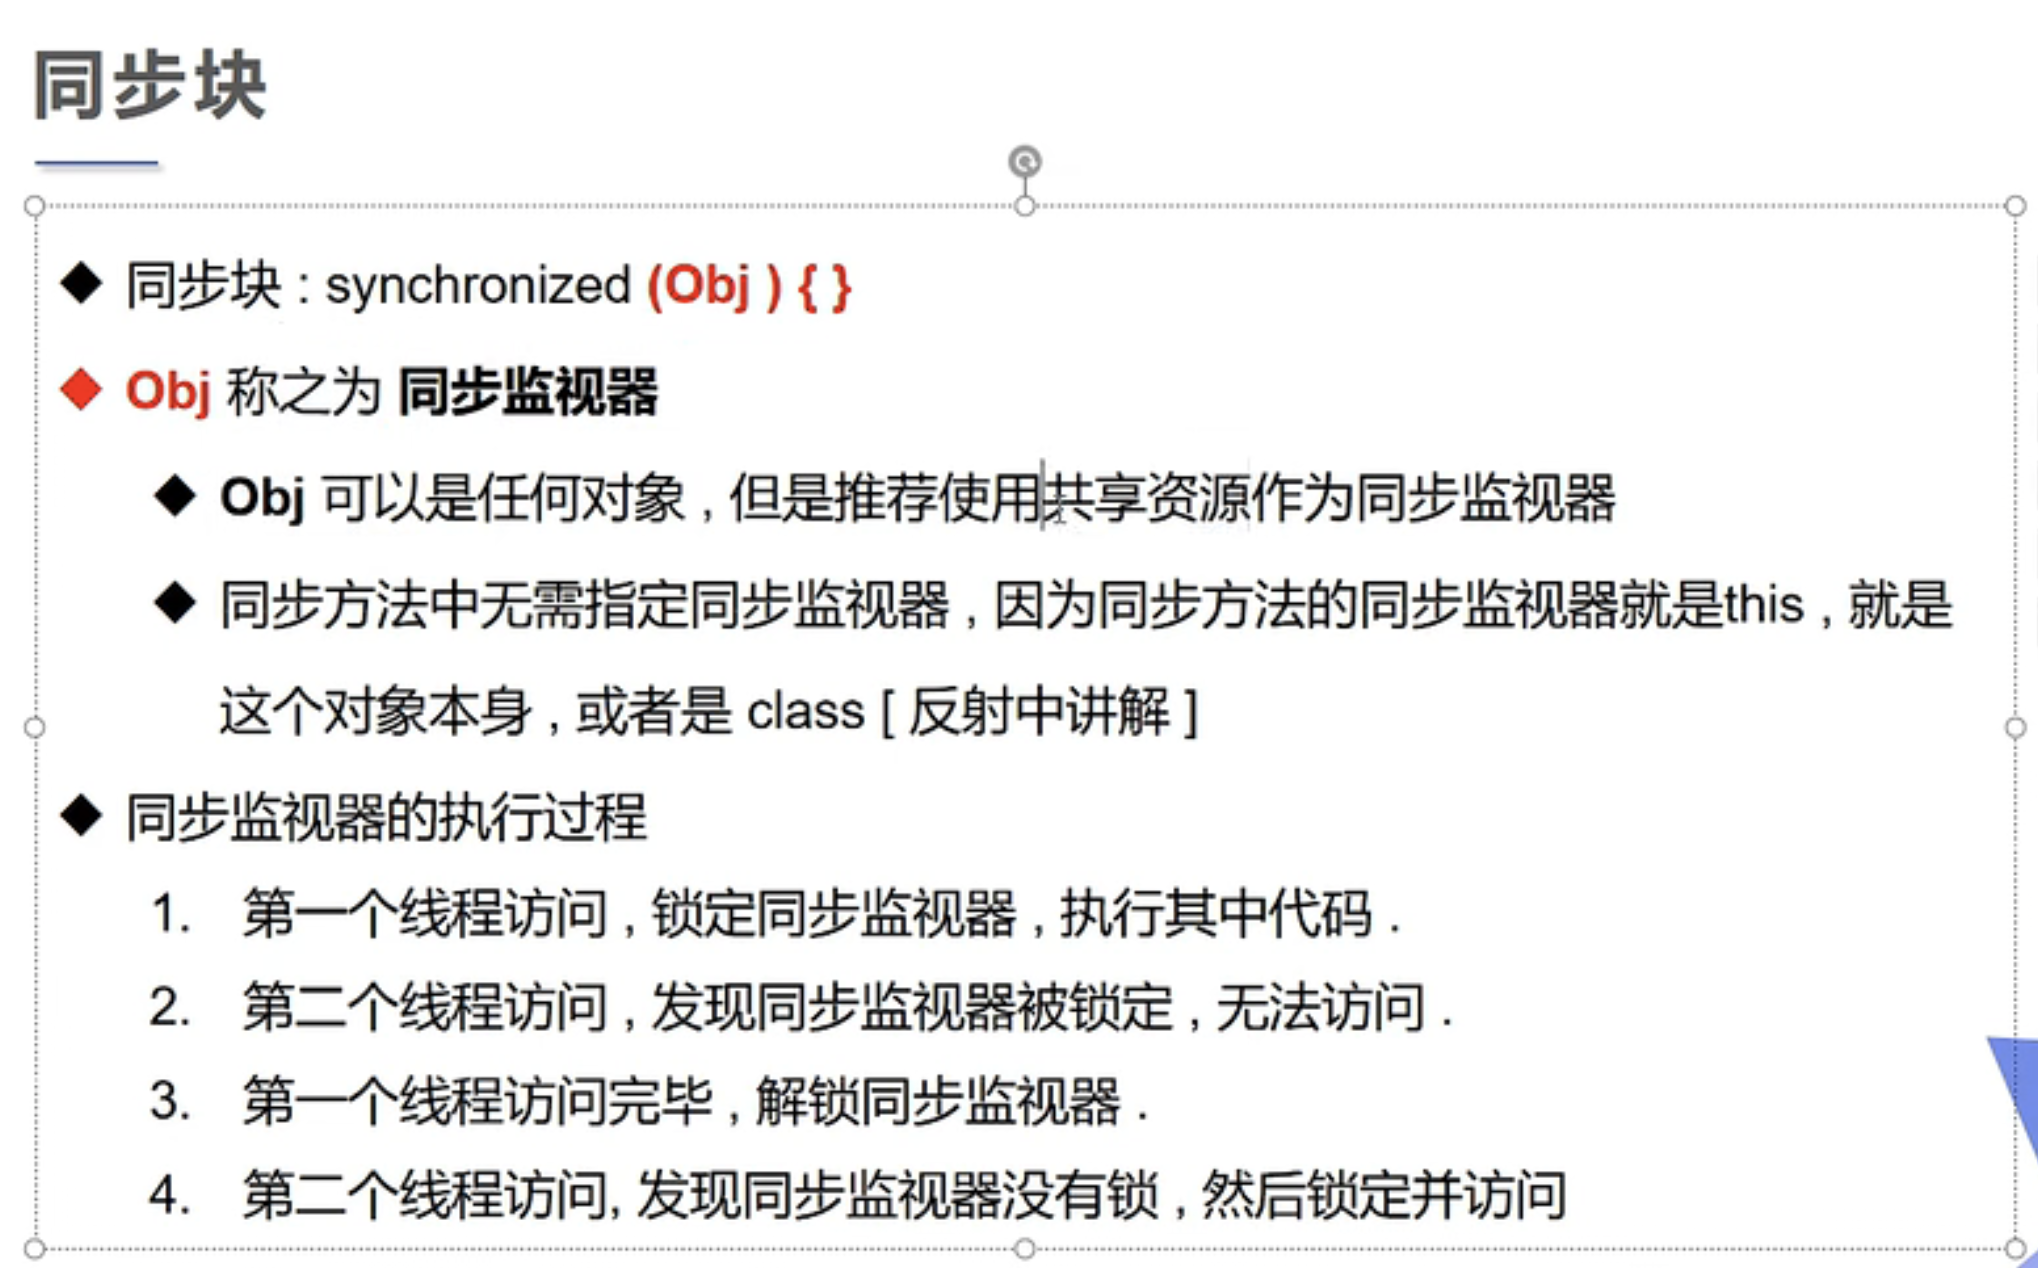 同步块
同步块 : synchronized (Obj ) { }
Obj 称之为 同步监视器
Obj 可以是任何对象 , 但是推荐使用共享资源作为同步监视器
同步方法中无需指定同步监视器 , 因为同步方法的同步监视器就是this , 就是
这个对象本身 , 或者是 class [ 反射中讲解 ]
同步监视器的执行过程
1. 第一个线程访问 , 锁定同步监视器 , 执行其中代码 .
2. 第二个线程访问 , 发现同步监视器被锁定 , 无法访问 .
3. 第一个线程访问完毕 , 解锁同步监视器 .
4. 第二个线程访问, 发现同步监视器没有锁 , 然后锁定并访问